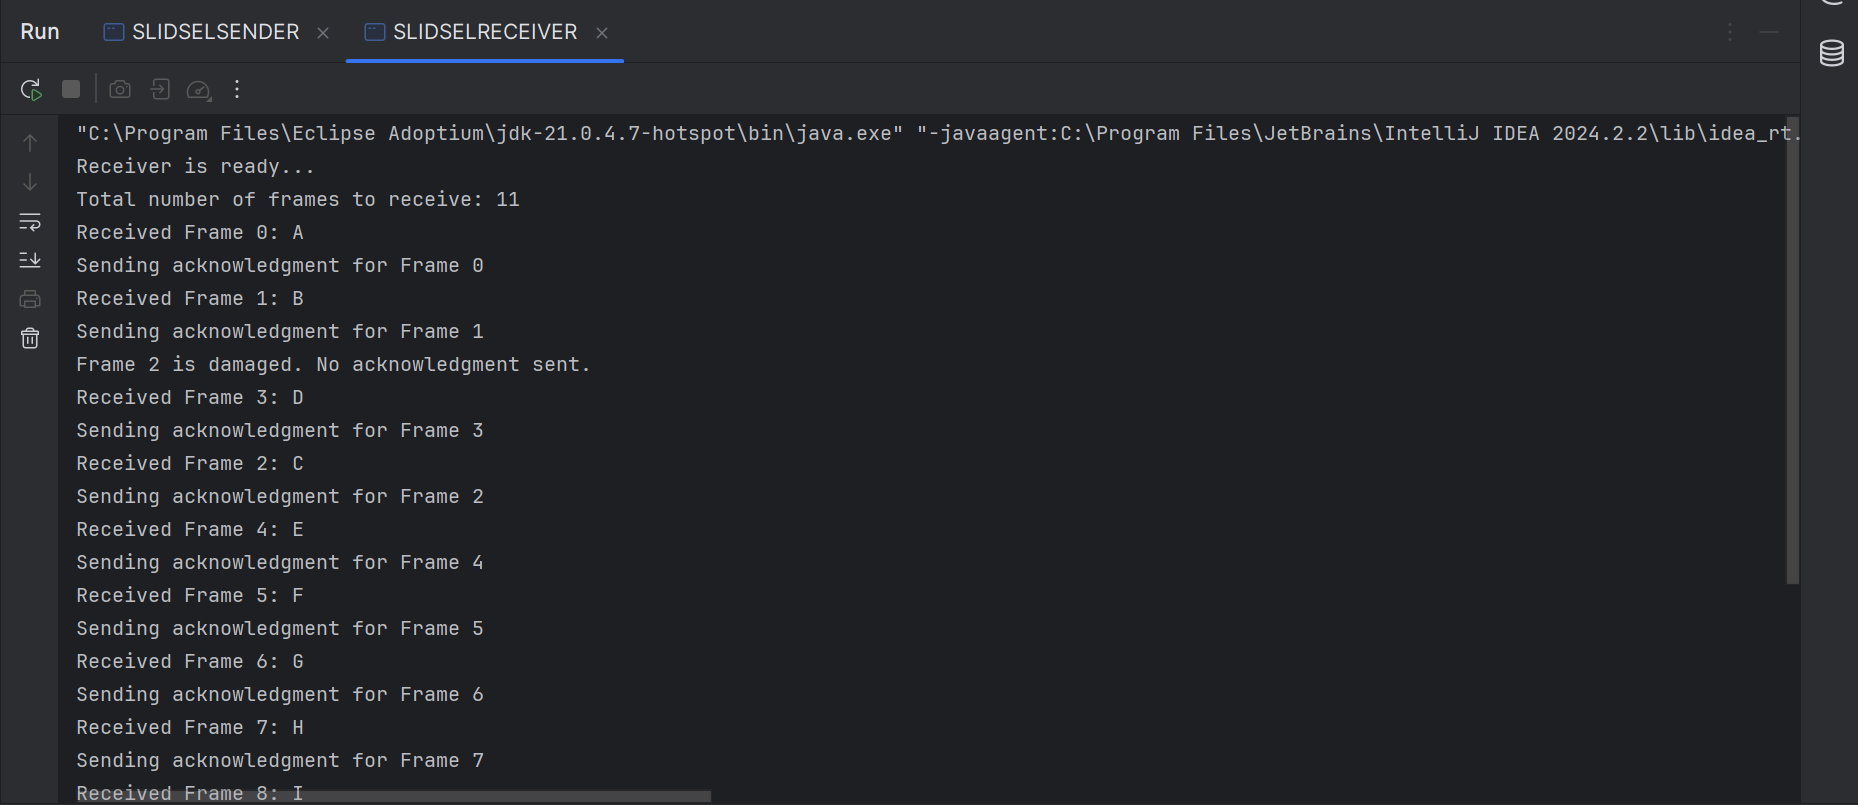 Run SLIDSELSENDER SLIDSELRECEIVER
"C:\Program Files\Eclipse Adoptium\jdk-21.0.4.7-hotspot\bin\java.exe" "-javaagent:C:\Program Files\JetBrains\IntelliJ IDEA 2024.2.2\lib\idea_rt.
Receiver is ready...
Total number of frames to receive: 11
Received Frame 0: A
Sending acknowledgment for Frame 0
Received Frame 1: B
Sending acknowledgment for Frame 1
Frame 2 is damaged. No acknowledgment sent.
Received Frame 3: D
Sending acknowledgment for Frame 3
Received Frame 2: C
Sending acknowledgment for Frame 2
Received Frame 4: E
Sending acknowledgment for Frame 4
Received Frame 5: F
Sending acknowledgment for Frame 5
Received Frame 6: G
Sending acknowledgment for Frame 6
Received Frame 7: H
Sending acknowledgment for Frame 7
Received Frame 8: I